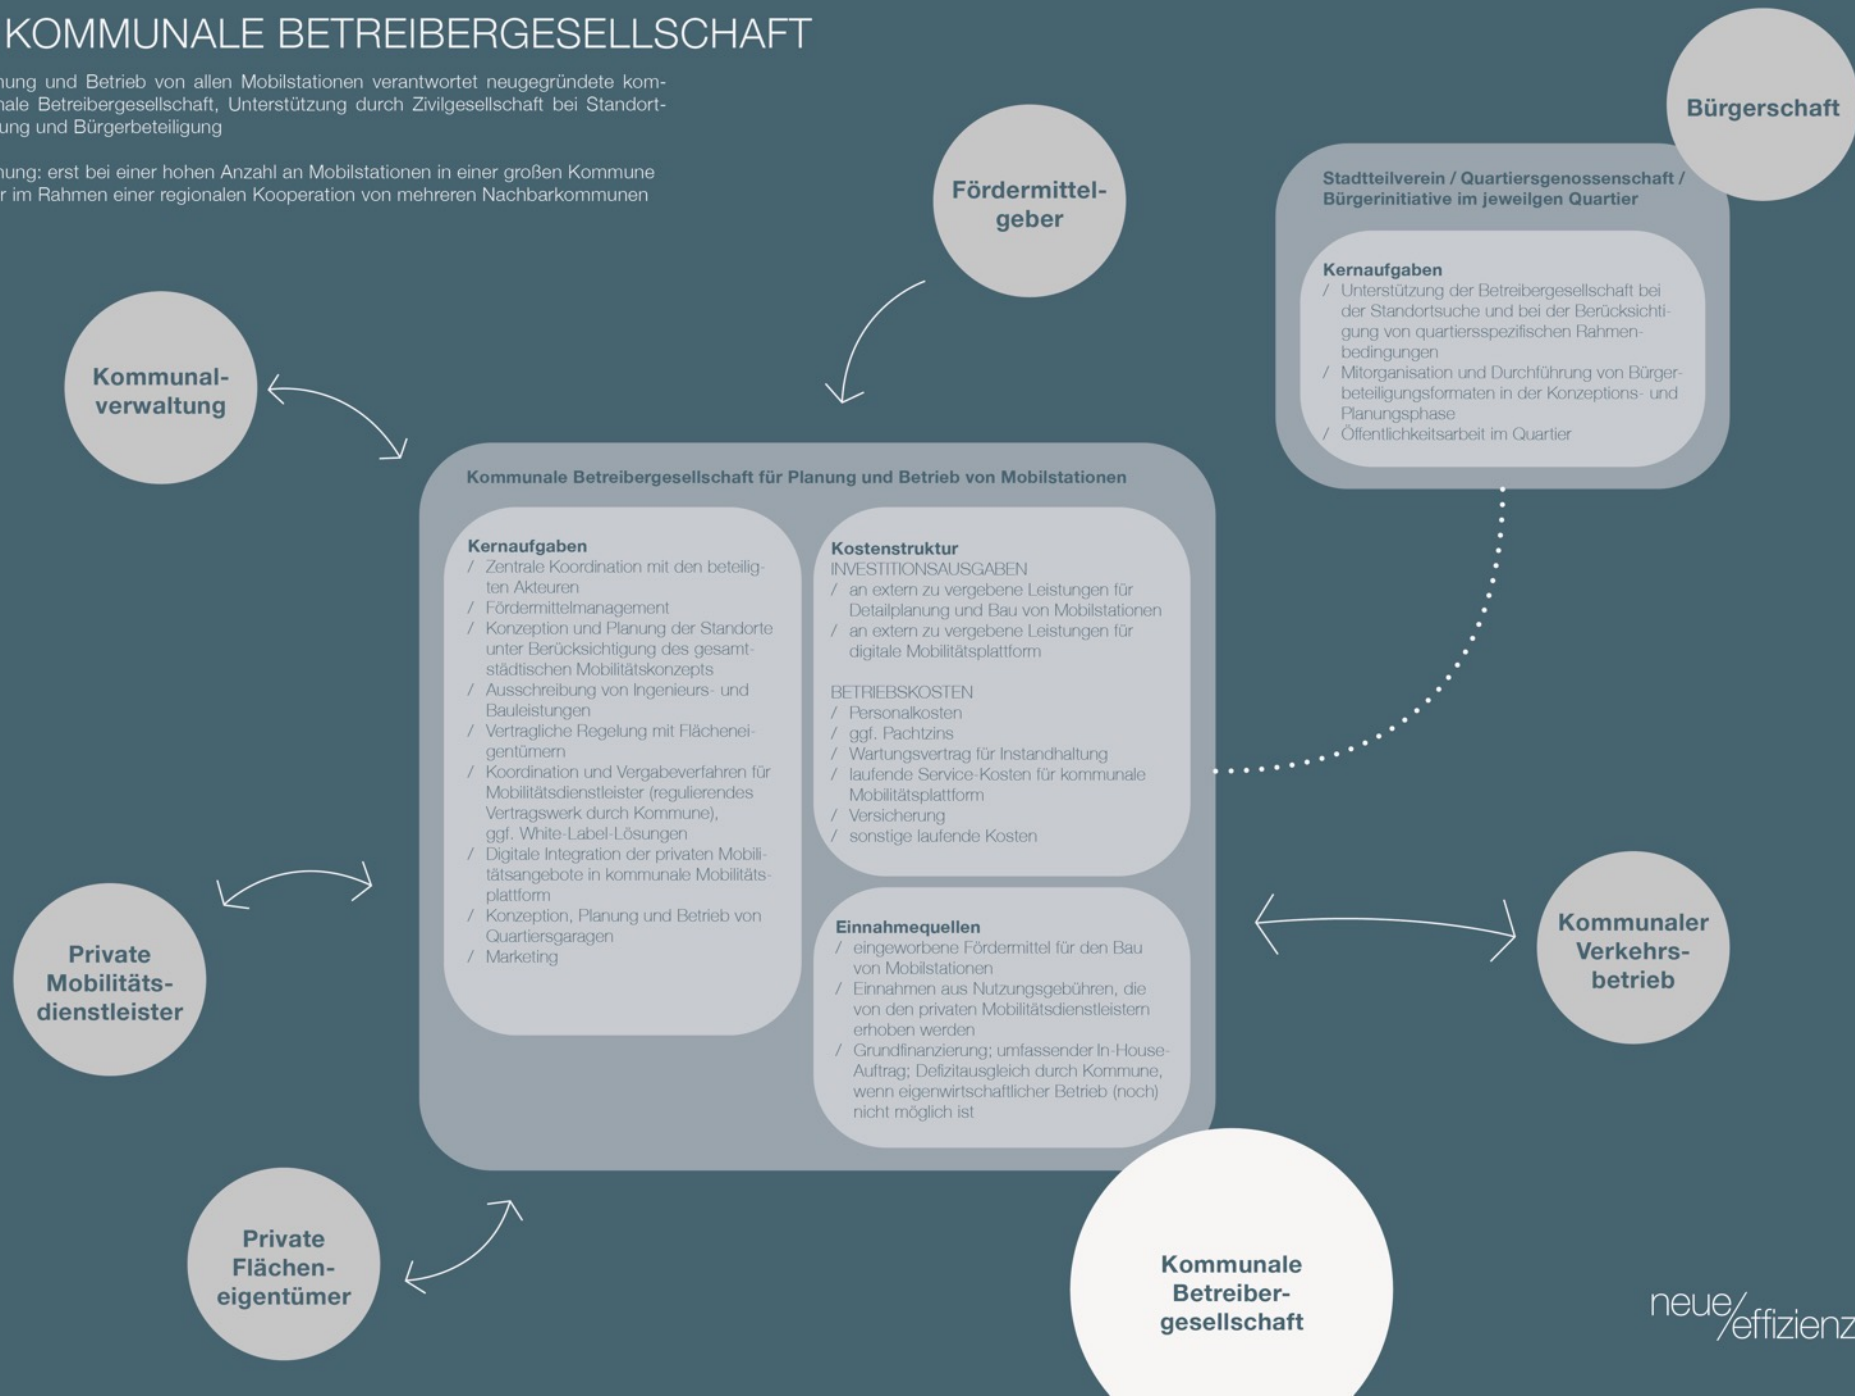 KOMMUNALE BETREIBERGESELLSCHAFT
nung und Betrieb von allen Mobilstationen verantwortet neugegründete kom-
nale Betreibergesellschaft, Unterstützung durch Zivilgesellschaft bei Standort-
ung und Bürgerbeteiligung
nung: erst bei einer hohen Anzahl an Mobilstationen in einer großen Kommune
r im Rahmen einer regionalen Kooperation von mehreren Nachbarkommunen
Bürgerschaft
Fördermittel-
geber
Stadtteilverein / Quartiersgenossenschaft /
Bürgerinitiative im jeweilgen Quartier
Kernaufgaben
/ Unterstützung der Betreibergesellschaft bei
der Standortsuche und bei der Berücksichti-
gung von quartiersspezifischen Rahmen-
bedingungen
/ Mitorganisation und Durchführung von Bürger-
beteiligungsformaten in der Konzeptions- und
Planungsphase
/ Öffentlichkeitsarbeit im Quartier
Kommunal-
verwaltung
Kommunale Betreibergesellschaft für Planung und Betrieb von Mobilstationen
Kernaufgaben
/ Zentrale Koordination mit den beteilig-
ten Akteuren
/ Fördermittelmanagement
/ Konzeption und Planung der Standorte
unter Berücksichtigung des gesamt-
städtischen Mobilitätskonzepts
/ Ausschreibung von Ingenieurs- und
Bauleistungen
/ Vertragliche Regelung mit Flächenei-
gentümern
/ Koordination und Vergabeverfahren für
Mobilitätsdienstleister (regulierendes
Vertragswerk durch Kommune),
ggf. White-Label-Lösungen
/ Digitale Integration der privaten Mobili-
tätsangebote in kommunale Mobilitäts-
plattform
/ Konzeption, Planung und Betrieb von
Quartiersgaragen
/ Marketing
Kostenstruktur
INVESTITIONSAUSGABEN
/ an extern zu vergebene Leistungen für
Detailplanung und Bau von Mobilstationen
/ an extern zu vergebene Leistungen für
digitale Mobilitätsplattform
BETRIEBSKOSTEN
/ Personalkosten
/ ggf. Pachtzins
/ Wartungsvertrag für Instandhaltung
/ laufende Service-Kosten für kommunale
Mobilitätsplattform
/ Versicherung
/ sonstige laufende Kosten
Einnahmequellen
/ eingeworbene Fördermittel für den Bau
von Mobilstationen
/ Einnahmen aus Nutzungsgebühren, die
von den privaten Mobilitätsdienstleistern
erhoben werden
/ Grundfinanzierung; umfassender In-House-
Auftrag; Defizitausgleich durch Kommune,
wenn eigenwirtschaftlicher Betrieb (noch)
nicht möglich ist
Private
Mobilitäts-
dienstleister
Kommunaler
Verkehrs-
betrieb
Private
Flächen-
eigentümer
Kommunale
Betreiber-
gesellschaft
neue/
effizienz